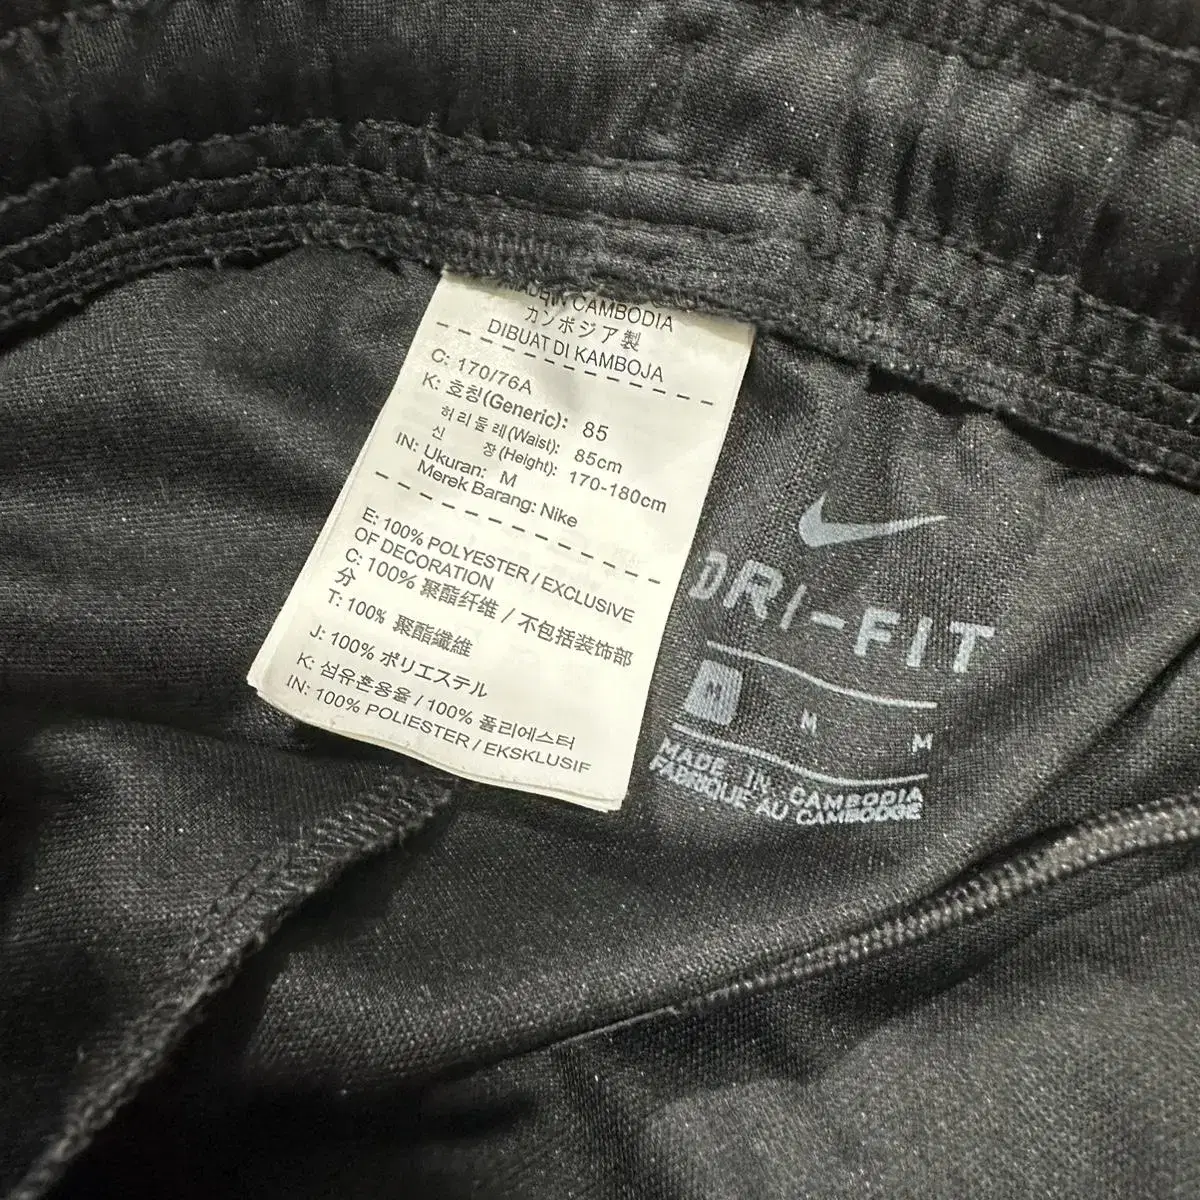 MADE IN CAMBODIA
カンボジア製
DIBUAT DI KAMBOJA
C: 170/76A
K: 호칭(Generic): 85
허리둘레(Waist): 85cm
신 장(Height): 170-180cm
IN: Ukuran: M
Merek Barang: Nike
E: 100% POLYESTER / EXCLUSIVE
OF DECORATION
C: 100% 聚酯纤维 / 不包括装饰部
分
T: 100% 聚酯纖維
J: 100% ポリエステル
K: 섬유혼용율 / 100% 폴리에스터
IN: 100% POLIESTER / EKSKLUSIF
DRI-FIT
M M M
MADE IN CAMBODIA
FABRIQUÉ AU CAMBODGE